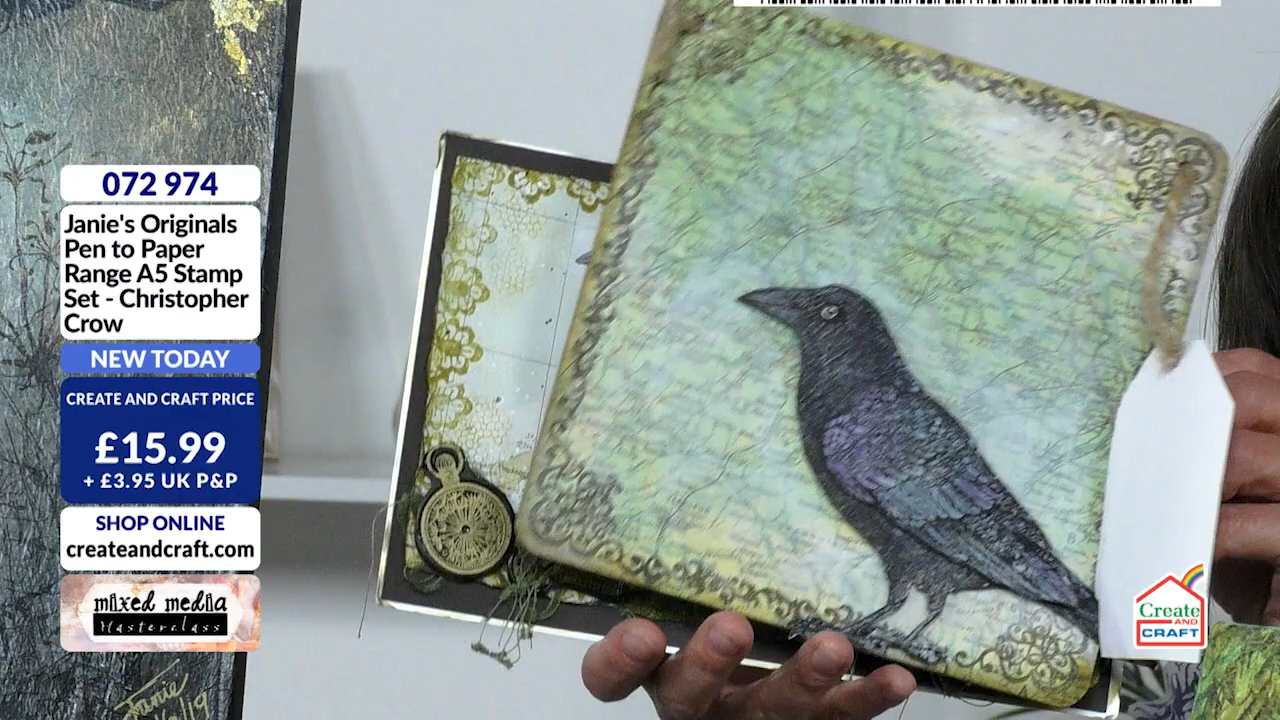 072 974
Janie's Originals
Pen to Paper
Range A5 Stamp
Set - Christopher
Crow
NEW TODAY
CREATE AND CRAFT PRICE
£15.99
+ £3.95 UK P&P
SHOP ONLINE
createandcraft.com
mixed media
Masterclass
Janie
Create
AND
CRAFT